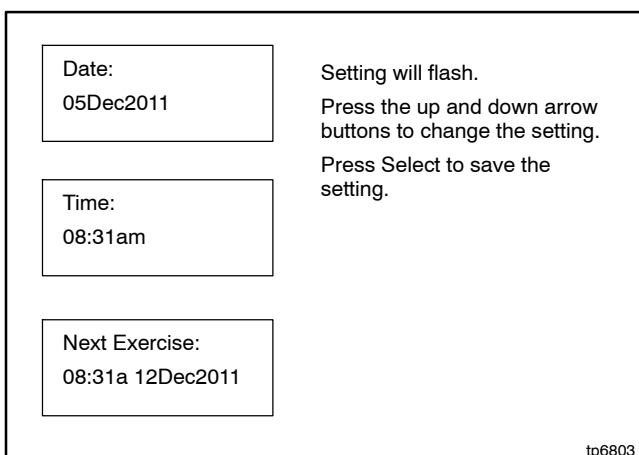 Date:
05Dec2011
Time:
08:31am
Next Exercise:
08:31a 12Dec2011
Setting will flash.
Press the up and down arrow
buttons to change the setting.
Press Select to save the
setting.
tp6803